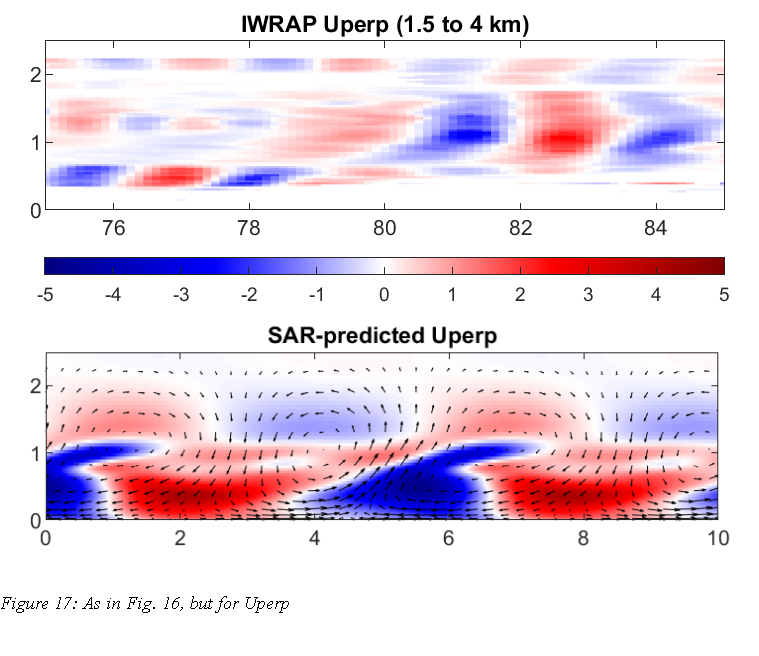 IWRAP Uperp (1.5 to 4 km)
2
1
0
76 78 80 82 84
-5 -4 -3 -2 -1 0 1 2 3 4 5
SAR-predicted Uperp
2
1
0
0 2 4 6 8 10
Figure 17: As in Fig. 16, but for Uperp